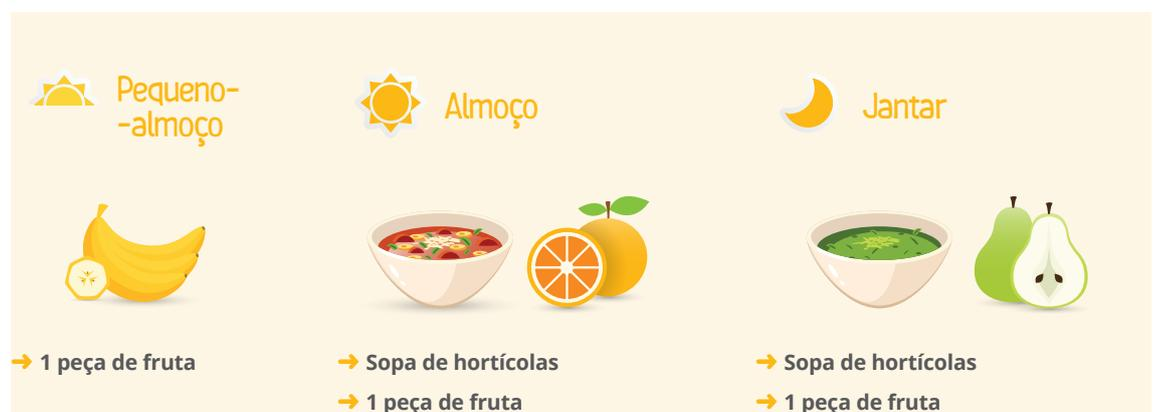 Pequeno-
-almoço
Almoço
Jantar
➜ 1 peça de fruta
➜ Sopa de hortícolas
➜ 1 peça de fruta
➜ Sopa de hortícolas
➜ 1 peça de fruta